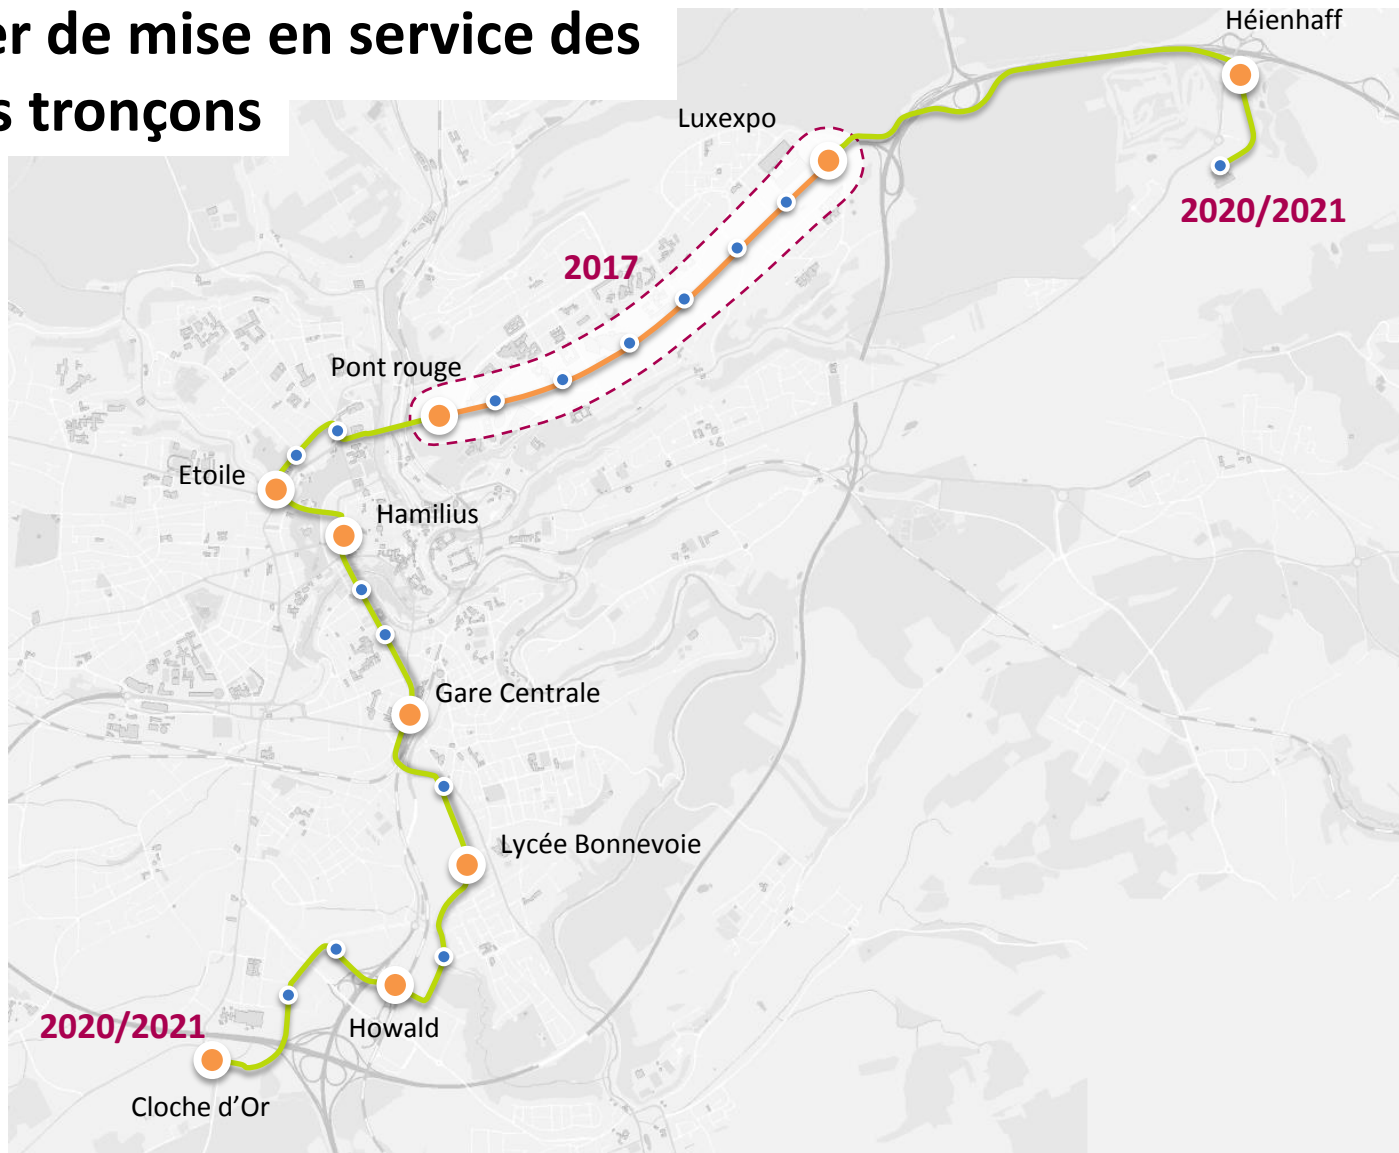 er de mise en service des
s tronçons
Héienhaff
Luxexpo
2020/2021
2017
Pont rouge
Etoile
Hamilius
Gare Centrale
Lycée Bonnevoie
2020/2021
Howald
Cloche d’Or